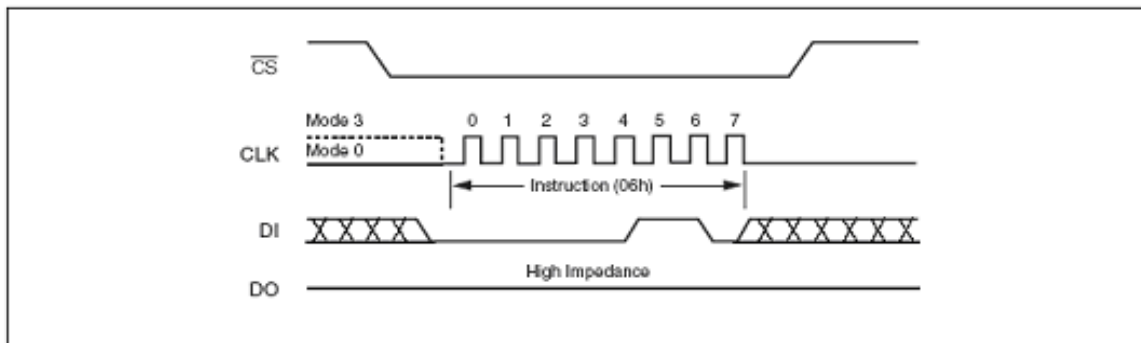 CS
Mode 3 0 1 2 3 4 5 6 7
CLK Mode 0
Instruction (06h)
DI
High Impedance
DO